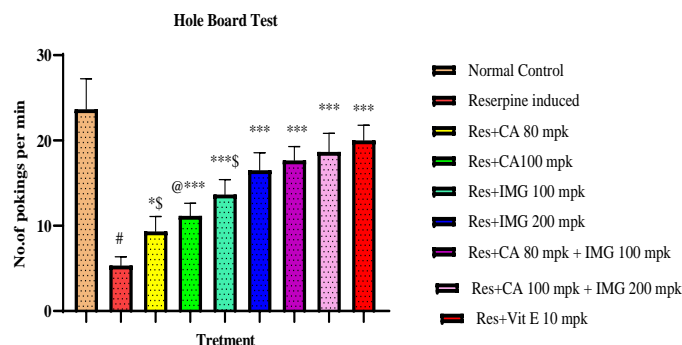 Hole Board Test
No.of pokings per min
30
20
10
0
#
*$
@***
***$
***
***
***
***
Tretment
Normal Control
Reserpine induced
Res+CA 80 mpk
Res+CA100 mpk
Res+IMG 100 mpk
Res+IMG 200 mpk
Res+CA 80 mpk + IMG 100 mpk
Res+CA 100 mpk + IMG 200 mpk
Res+Vit E 10 mpk